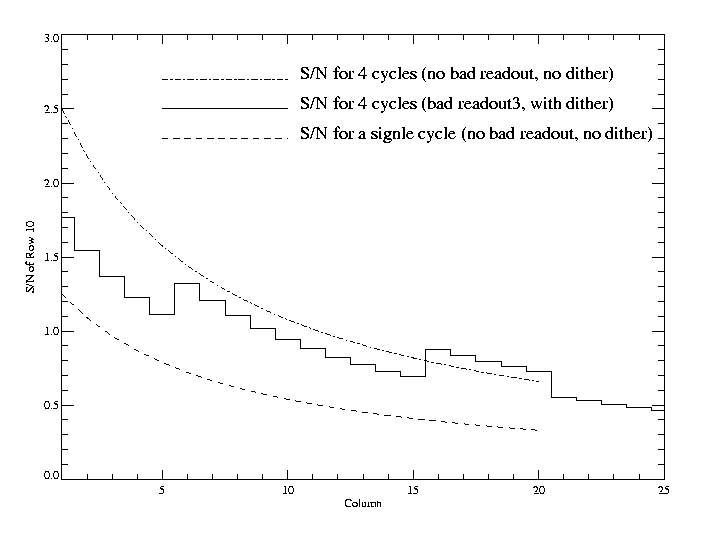 3.0
S/N for 4 cycles (no bad readout, no dither)
2.5
S/N for 4 cycles (bad readout3, with dither)
S/N for a signle cycle (no bad readout, no dither)
2.0
S/N of Row 10
1.5
1.0
0.5
0.0
5 10 15 20 25
Column